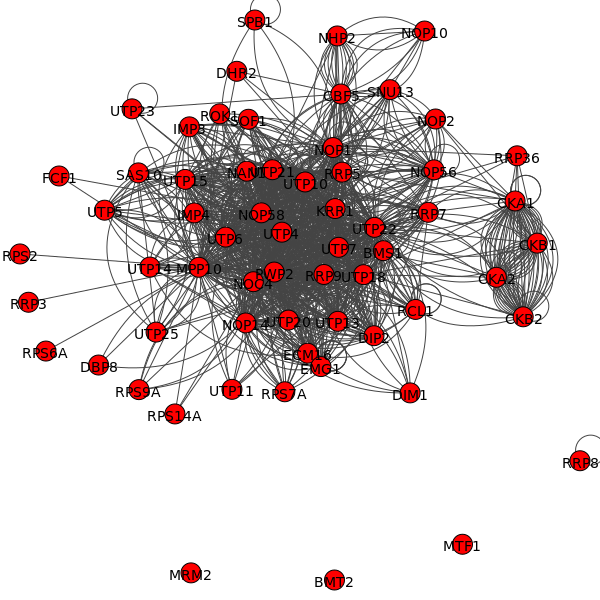 SPB1
NHP2
NOP10
DHR2
CBF5
SNU13
UTP23
ROK1
SOF1
IMP3
NOP2
NOP1
RRP36
FCF1
SAS10
UTP15
NAN1
UTP21
UTP10
RRP5
NOP56
CKA1
UTP5
IMP4
NOP58
KRR1
RRP7
UTP6
UTP4
UTP22
CKB1
RPS2
UTP14
MPP10
UTP7
BMS1
PWP2
NOC4
RRP9
UTP18
CKA2
RRP3
NOP14
UTP20
UTP13
RCL1
CKB2
UTP25
DIP2
RPS6A
ECM16
EMG1
DBP8
RPS9A
UTP11
RPS7A
DIM1
RPS14A
RRP8
MTF1
MRM2
BMT2